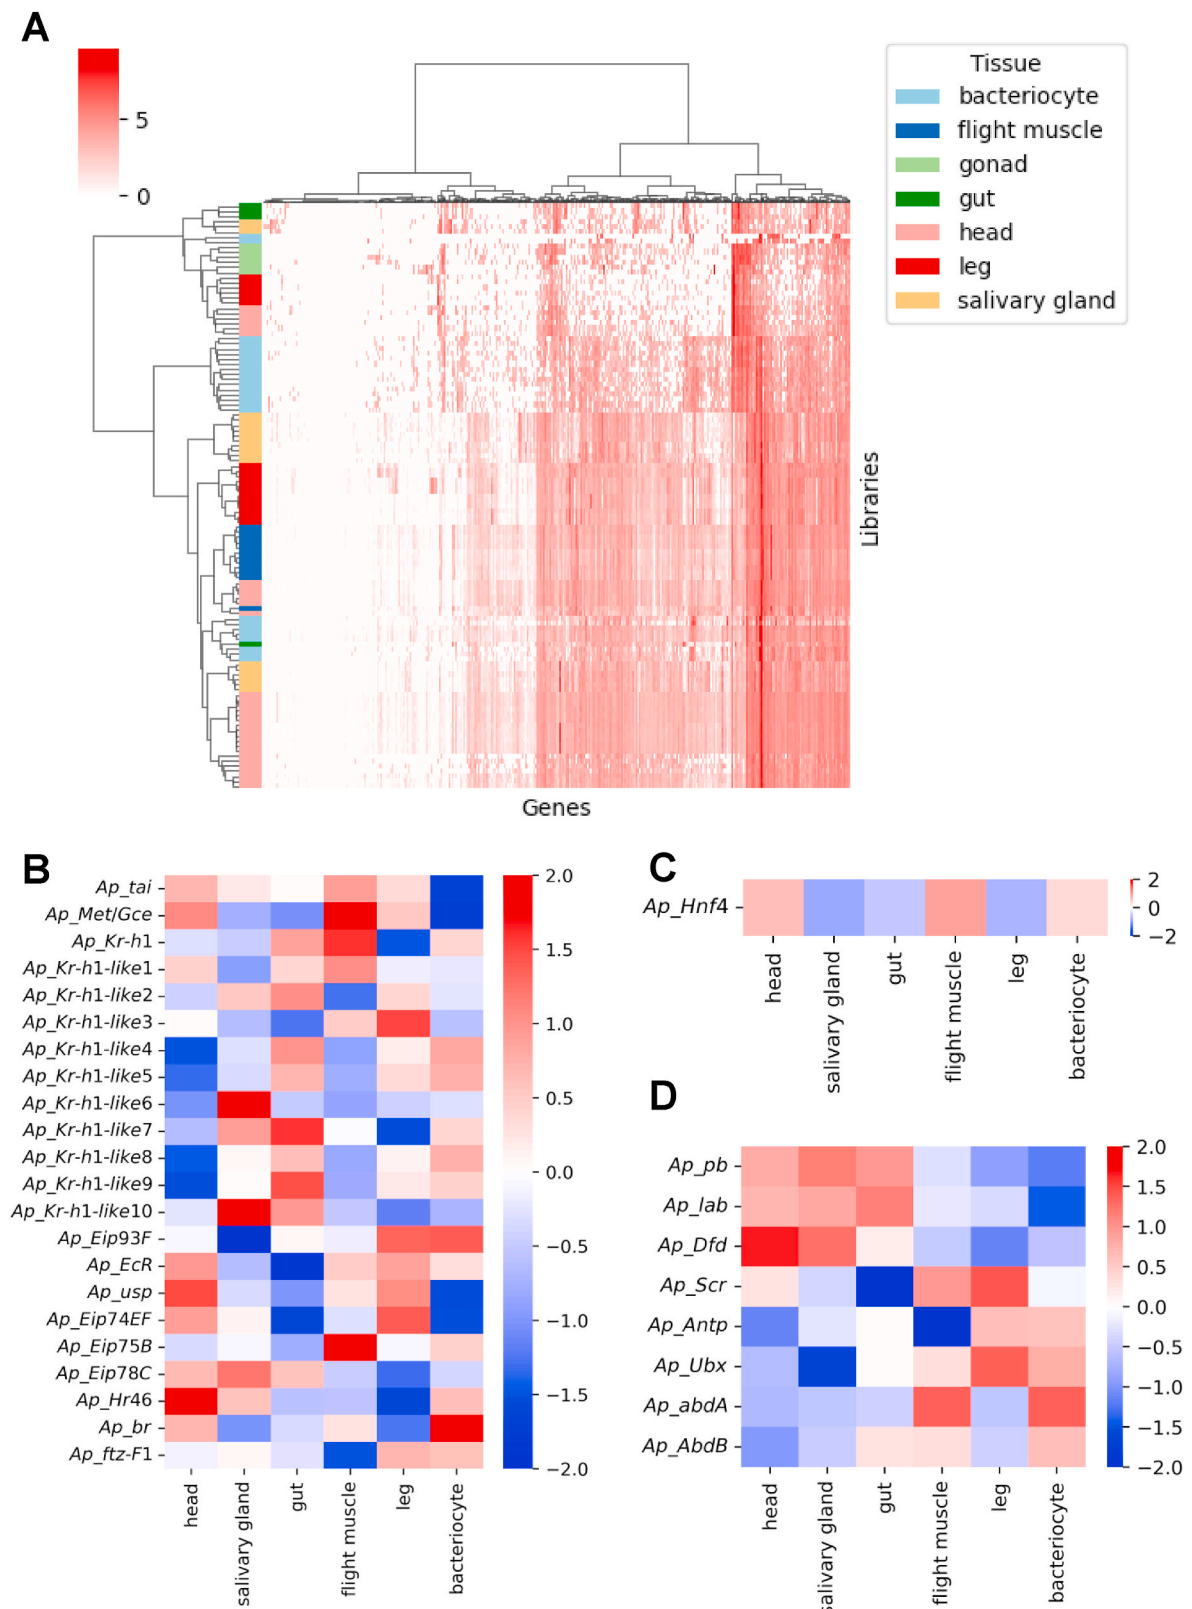 A
5
0
Tissue
bacteriocyte
flight muscle
gonad
gut
head
leg
salivary gland
Libraries
Genes
B
Ap_tai
Ap_Met/Gce
Ap_Kr-h1
Ap_Kr-h1-like1
Ap_Kr-h1-like2
Ap_Kr-h1-like3
Ap_Kr-h1-like4
Ap_Kr-h1-like5
Ap_Kr-h1-like6
Ap_Kr-h1-like7
Ap_Kr-h1-like8
Ap_Kr-h1-like9
Ap_Kr-h1-like10
Ap_Eip93F
Ap_EcR
Ap_usp
Ap_Eip74EF
Ap_Eip75B
Ap_Eip78C
Ap_Hr46
Ap_br
Ap_ftz-F1
head
salivary gland
gut
flight muscle
leg
bacteriocyte
2.0
1.5
1.0
0.5
0.0
−0.5
−1.0
−1.5
−2.0
C
Ap_Hnf4
2
0
−2
head
salivary gland
gut
flight muscle
leg
bacteriocyte
D
Ap_pb
Ap_lab
Ap_Dfd
Ap_Scr
Ap_Antp
Ap_Ubx
Ap_abdA
Ap_AbdB
head
salivary gland
gut
flight muscle
leg
bacteriocyte
2.0
1.5
1.0
0.5
0.0
−0.5
−1.0
−1.5
−2.0